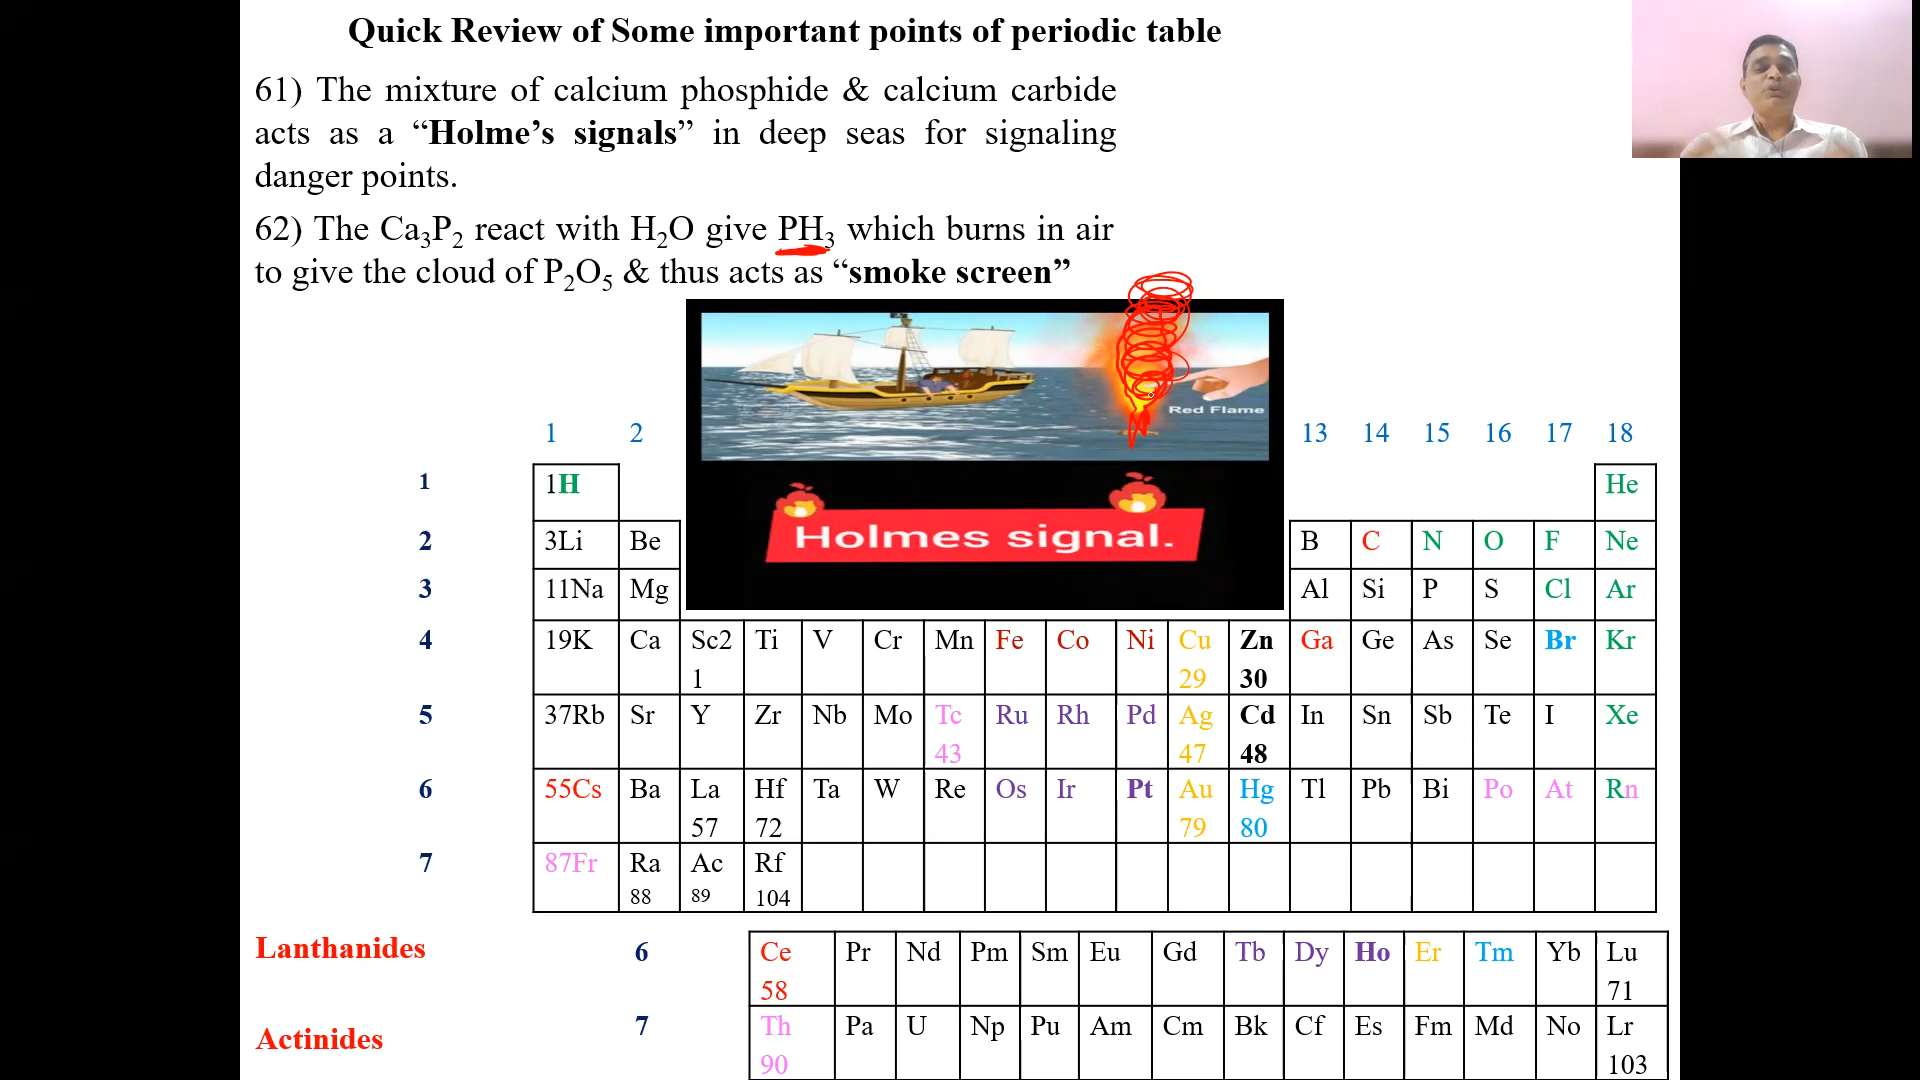 Quick Review of Some important points of periodic table
61) The mixture of calcium phosphide & calcium carbide
acts as a “Holme’s signals” in deep seas for signaling
danger points.
62) The Ca₃P₂ react with H₂O give PH₃ which burns in air
to give the cloud of P₂O₅ & thus acts as “smoke screen”
Red Flame
Holmes signal.
1 2 13 14 15 16 17 18
1 1H He
2 3Li Be B C N O F Ne
3 11Na Mg Al Si P S Cl Ar
4 19K Ca Sc2 Ti V Cr Mn Fe Co Ni Cu Zn Ga Ge As Se Br Kr
1 29 30
5 37Rb Sr Y Zr Nb Mo Tc Ru Rh Pd Ag Cd In Sn Sb Te I Xe
43 47 48
6 55Cs Ba La Hf Ta W Re Os Ir Pt Au Hg Tl Pb Bi Po At Rn
57 72 79 80
7 87Fr Ra Ac Rf
88 89 104
Lanthanides 6 Ce Pr Nd Pm Sm Eu Gd Tb Dy Ho Er Tm Yb Lu
58 71
Actinides 7 Th Pa U Np Pu Am Cm Bk Cf Es Fm Md No Lr
90 103